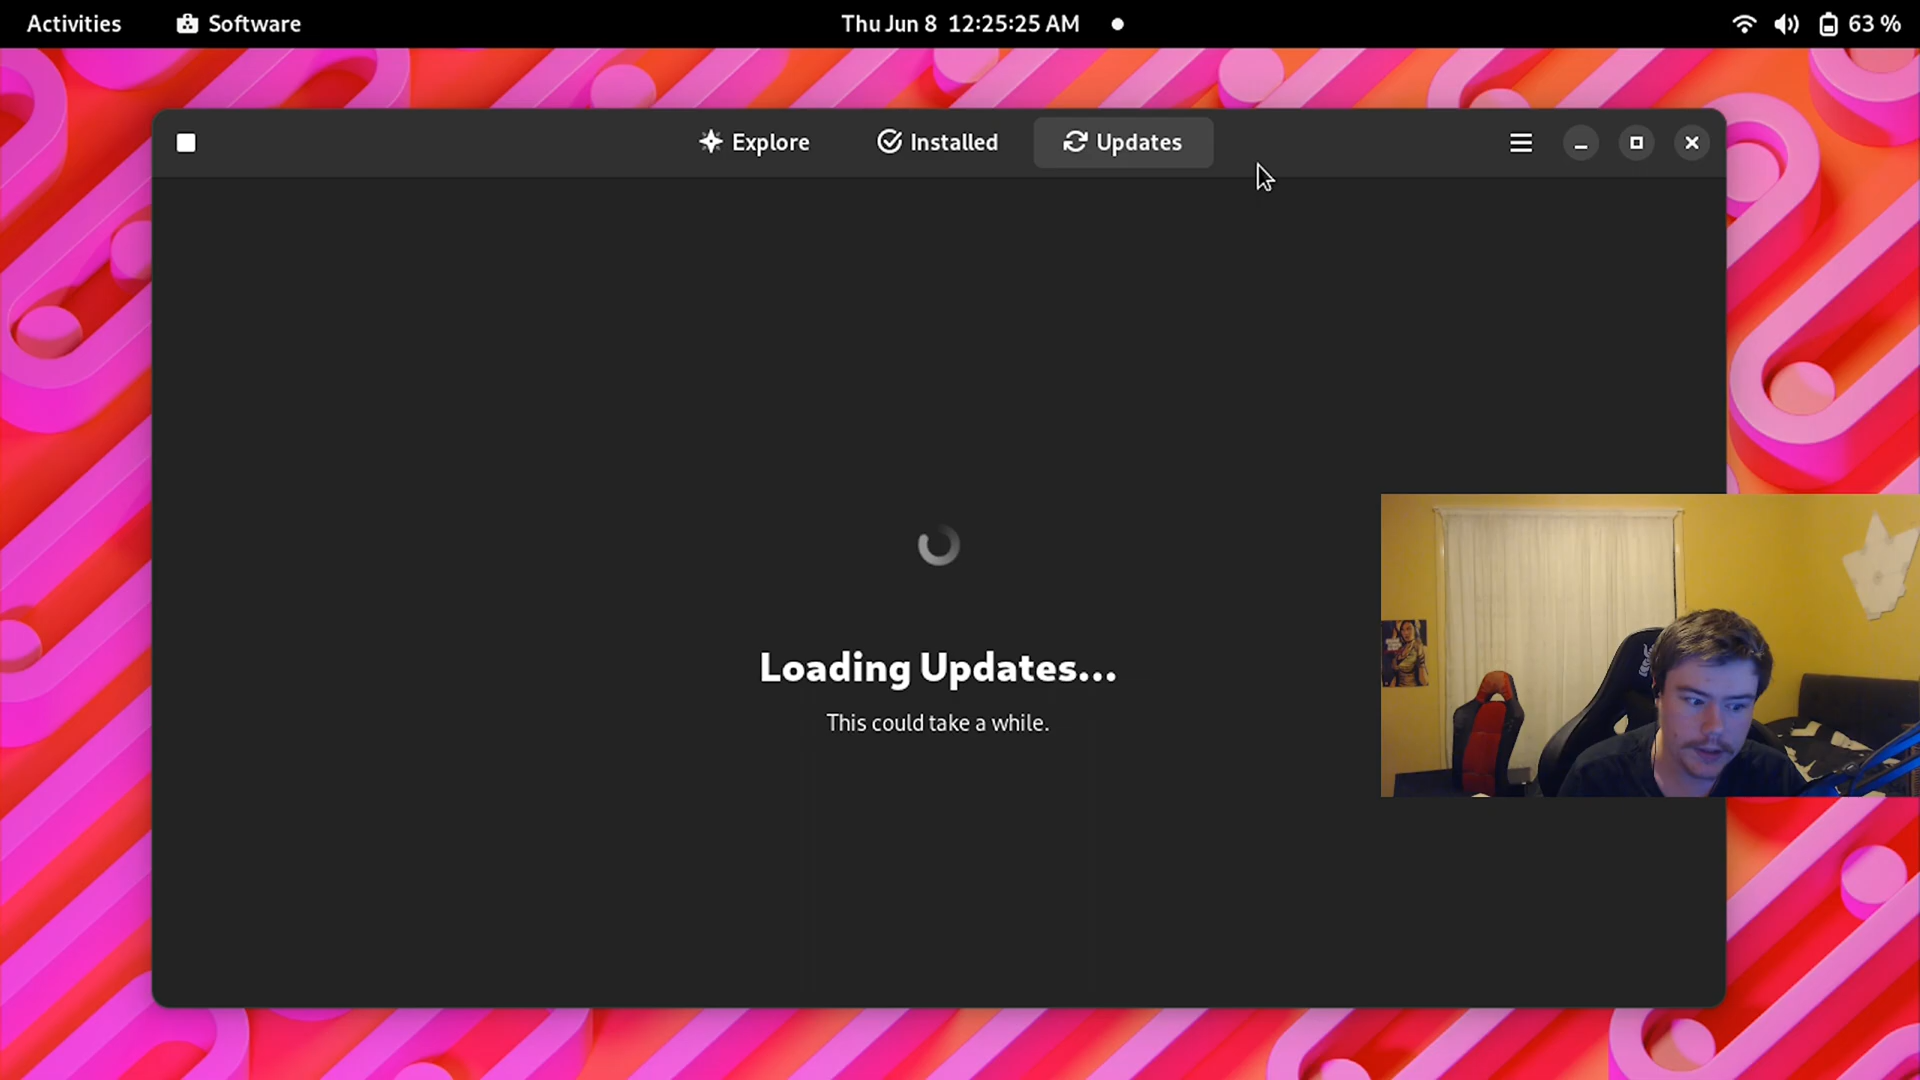 Activities
Software
Thu Jun 8 12:25:25 AM
63 %
Explore
Installed
Updates
Loading Updates...
This could take a while.